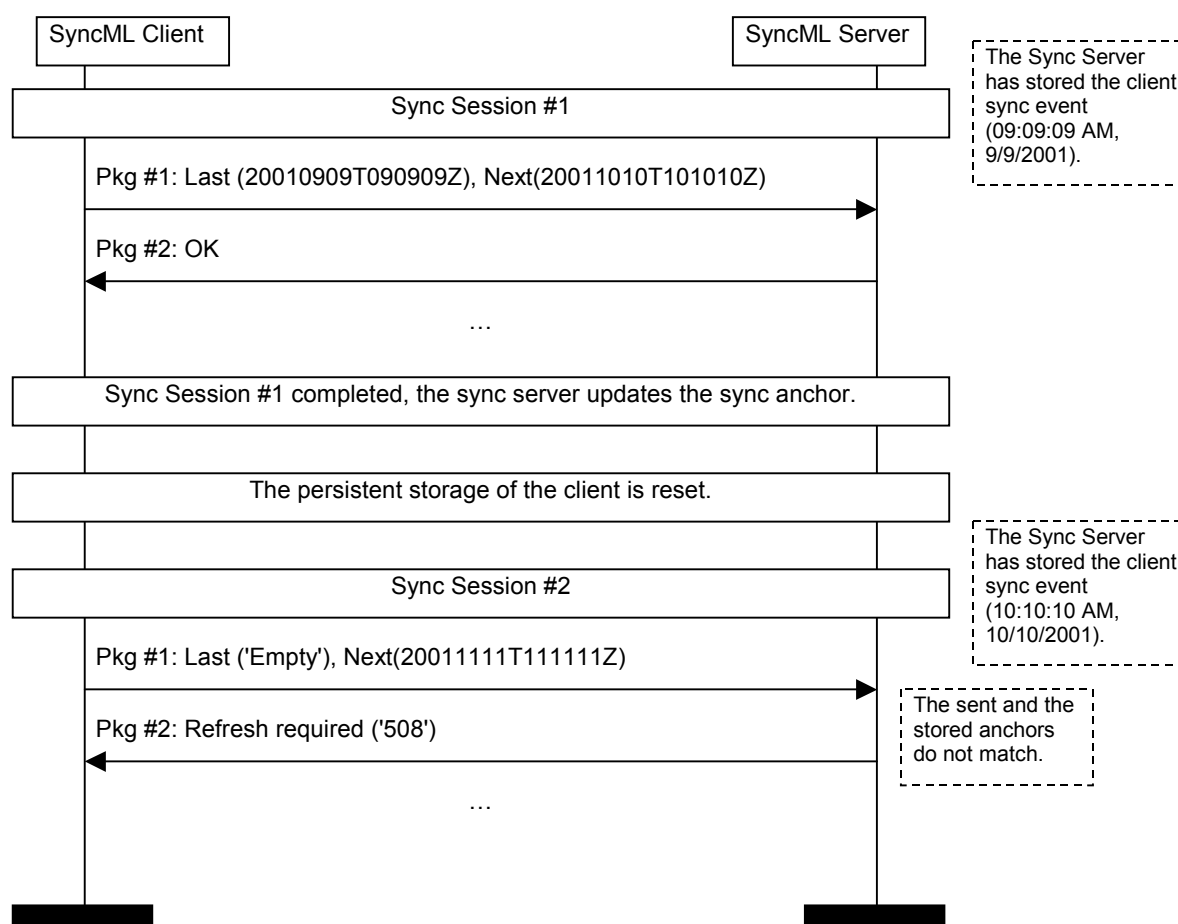 SyncML Client
SyncML Server
The Sync Server
has stored the client
sync event
(09:09:09 AM,
9/9/2001).
Sync Session #1
Pkg #1: Last (20010909T090909Z), Next(20011010T101010Z)
Pkg #2: OK
…
Sync Session #1 completed, the sync server updates the sync anchor.
The persistent storage of the client is reset.
The Sync Server
has stored the client
sync event
(10:10:10 AM,
10/10/2001).
Sync Session #2
Pkg #1: Last ('Empty'), Next(20011111T111111Z)
The sent and the
stored anchors
do not match.
Pkg #2: Refresh required ('508')
…